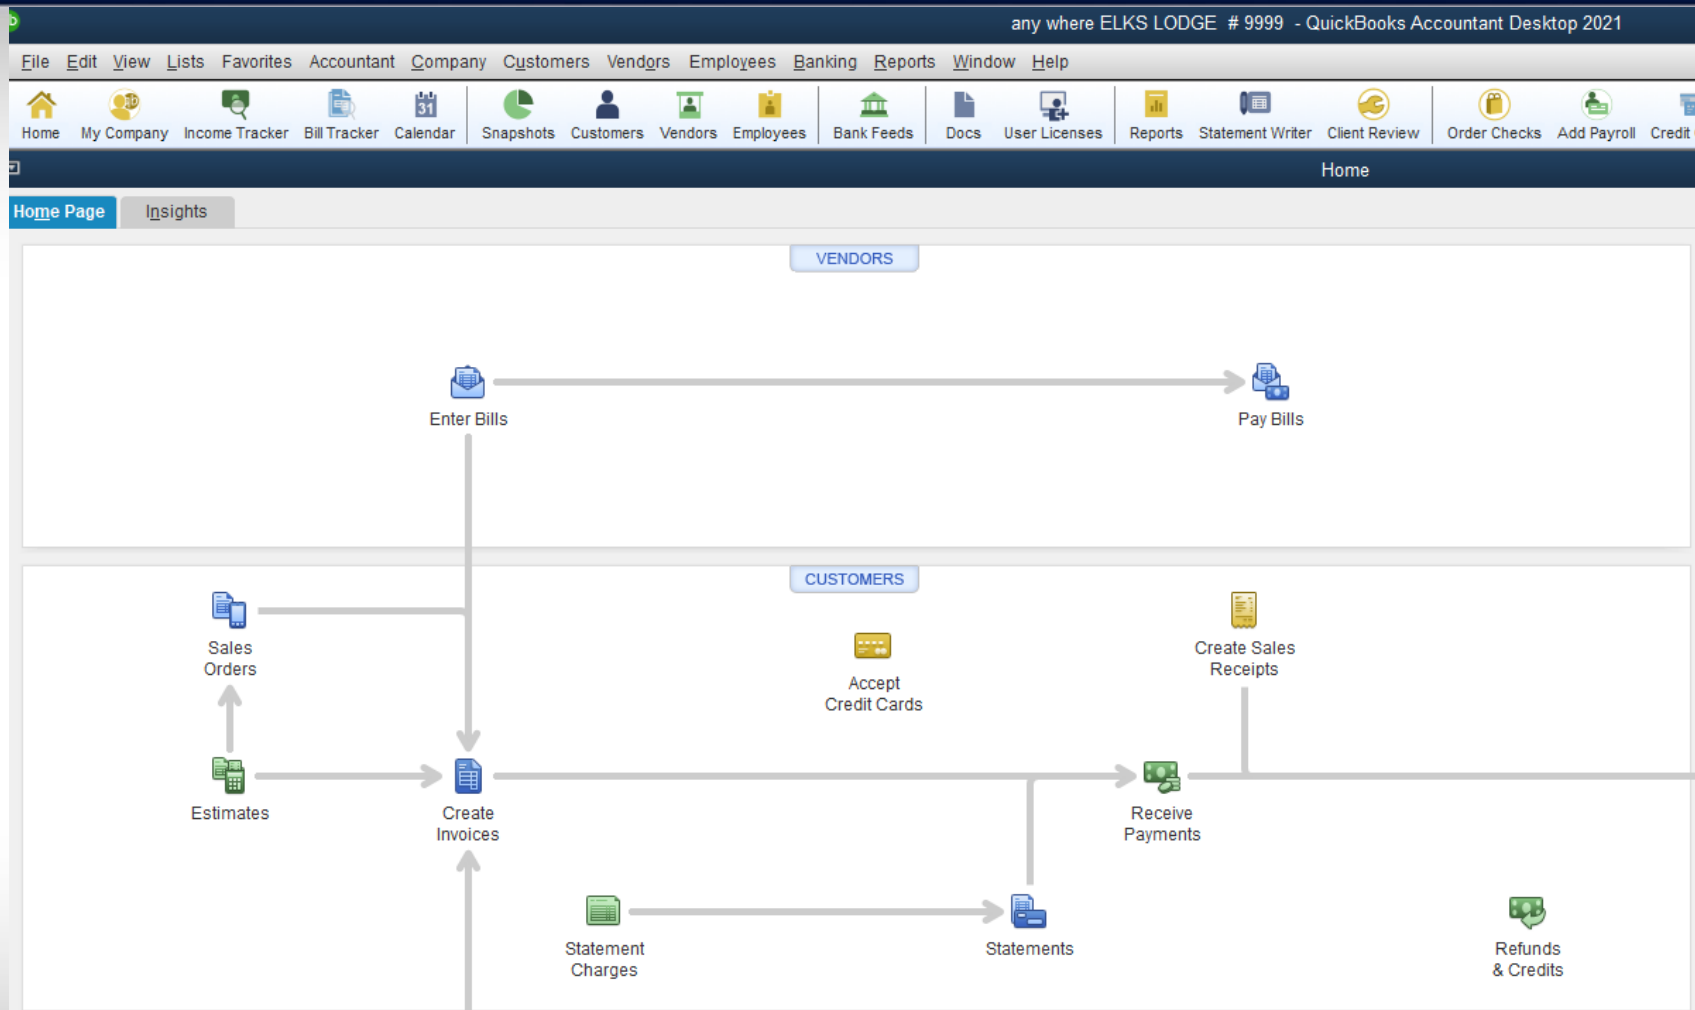 any where ELKS LODGE # 9999 - QuickBooks Accountant Desktop 2021
File Edit View Lists Favorites Accountant Company Customers Vendors Employees Banking Reports Window Help
31
Home My Company Income Tracker Bill Tracker Calendar Snapshots Customers Vendors Employees Bank Feeds Docs User Licenses Reports Statement Writer Client Review Order Checks Add Payroll Credit
Home
Home Page Insights
VENDORS
Enter Bills Pay Bills
CUSTOMERS
Sales
Orders
Accept
Credit Cards
Create Sales
Receipts
Estimates
Create
Invoices
Receive
Payments
Statement
Charges
Statements
Refunds
& Credits